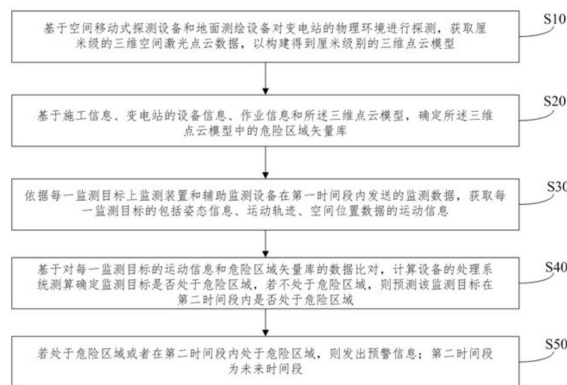 基于空间移动式探测设备和地面测绘设备对变电站的物理环境进行探测，获取厘
米级的三维空间激光点云数据，以构建得到厘米级别的三维点云模型
S10
基于施工信息、变电站的设备信息、作业信息和所述三维点云模型，确定所述三维
点云模型中的危险区域矢量库
S20
依据每一监测目标上监测装置和辅助监测设备在第一时间段内发送的监测数据，获取每
一监测目标的包括姿态信息、运动轨迹、空间位置数据的运动信息
S30
基于对每一监测目标的运动信息和危险区域矢量库的数据比对，计算设备的处理系
统测算确定监测目标是否处于危险区域，若不处于危险区域，则预测该监测目标在
第二时间段内是否处于危险区域
S40
若处于危险区域或者在第二时间段内处于危险区域，则发出预警信息；第二时间段
为未来时间段
S50